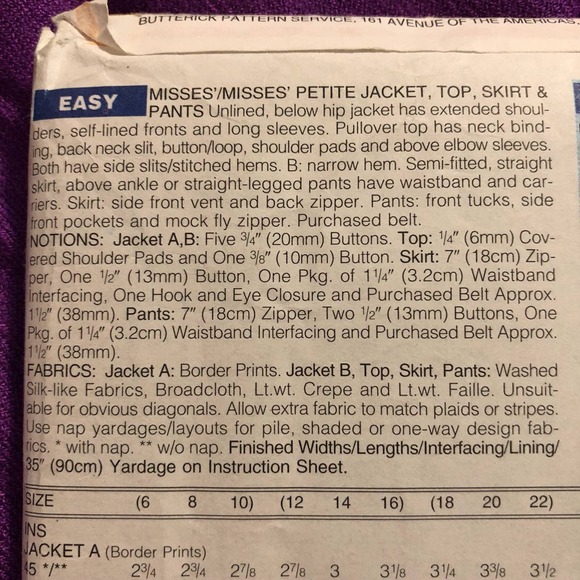 BUTTERICK PATTERN SERVICE, 161 AVENUE OF THE AMERICAS,
EASY MISSES'/MISSES' PETITE JACKET, TOP, SKIRT &
PANTS Unlined, below hip jacket has extended shoul-
ders, self-lined fronts and long sleeves. Pullover top has neck bind-
ing, back neck slit, button/loop, shoulder pads and above elbow sleeves.
Both have side slits/stitched hems. B: narrow hem. Semi-fitted, straight
skirt, above ankle or straight-legged pants have waistband and car-
riers. Skirt: side front vent and back zipper. Pants: front tucks, side
front pockets and mock fly zipper. Purchased belt.
NOTIONS: Jacket A,B: Five 3/4" (20mm) Buttons. Top: 1/4" (6mm) Cov-
ered Shoulder Pads and One 3/8" (10mm) Button. Skirt: 7" (18cm) Zip-
per, One 1/2" (13mm) Button, One Pkg. of 1 1/4" (3.2cm) Waistband
Interfacing, One Hook and Eye Closure and Purchased Belt Approx.
1 1/2" (38mm). Pants: 7" (18cm) Zipper, Two 1/2" (13mm) Buttons, One
Pkg. of 1 1/4" (3.2cm) Waistband Interfacing and Purchased Belt Approx.
1 1/2" (38mm).
FABRICS: Jacket A: Border Prints. Jacket B, Top, Skirt, Pants: Washed
Silk-like Fabrics, Broadcloth, Lt.wt. Crepe and Lt.wt. Faille. Unsuit-
able for obvious diagonals. Allow extra fabric to match plaids or stripes.
Use nap yardages/layouts for pile, shaded or one-way design fab-
rics. * with nap. ** w/o nap. Finished Widths/Lengths/Interfacing/Lining/
35" (90cm) Yardage on Instruction Sheet.
SIZE (6 8 10) (12 14 16) (18 20 22)
INS
JACKET A (Border Prints)
45 */** 2 3/4 2 3/4 2 7/8 2 7/8 3 3 1/8 3 1/4 3 3/8 3 1/2